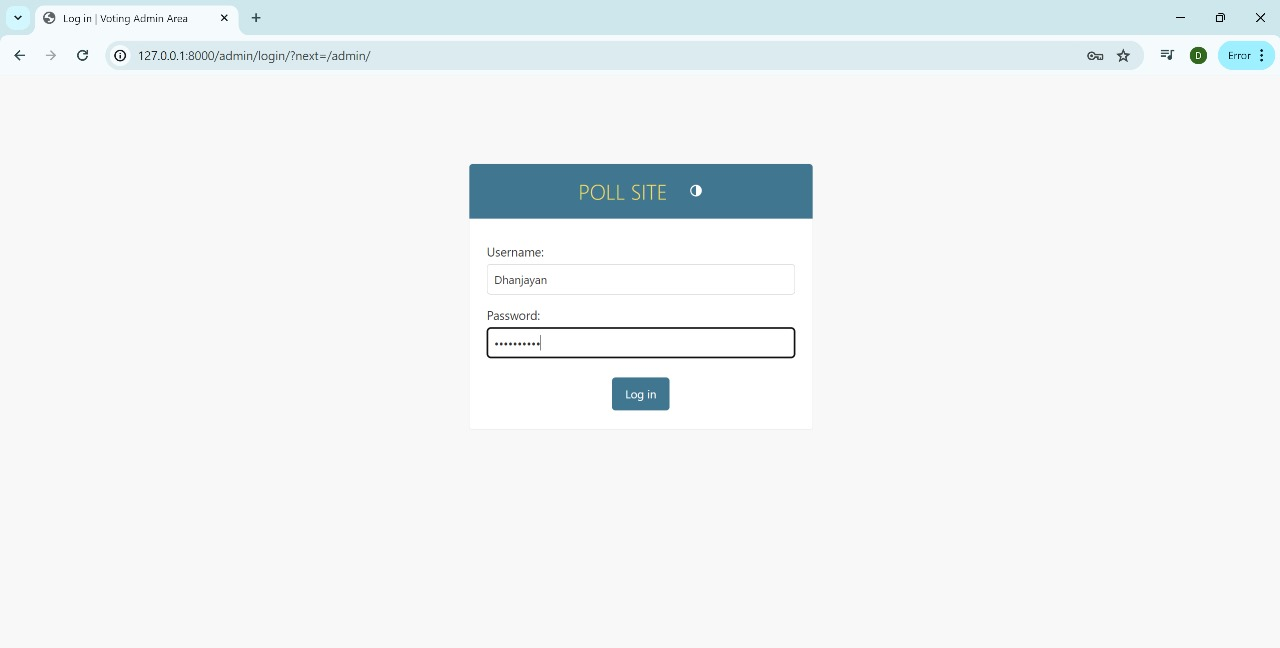 Log in | Voting Admin Area
127.0.0.1:8000/admin/login/?next=/admin/
D
Error
POLL SITE
Username:
Dhanjayan
Password:
••••••••••
Log in